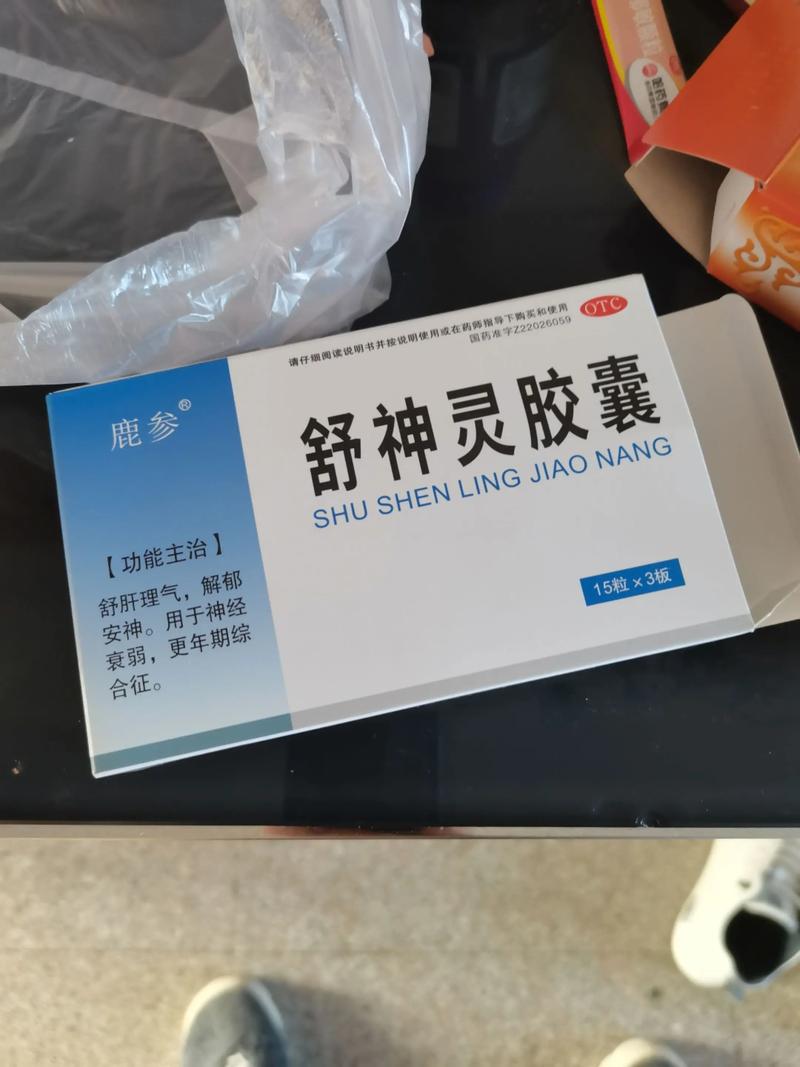 请仔细阅读说明书并按说明使用或在药师指导下购买和使用
国药准字Z22026059
OTC
鹿参®
舒神灵胶囊
SHU SHEN LING JIAO NANG
【功能主治】
舒肝理气，解郁
安神。用于神经
衰弱，更年期综
合征。
15粒×3板